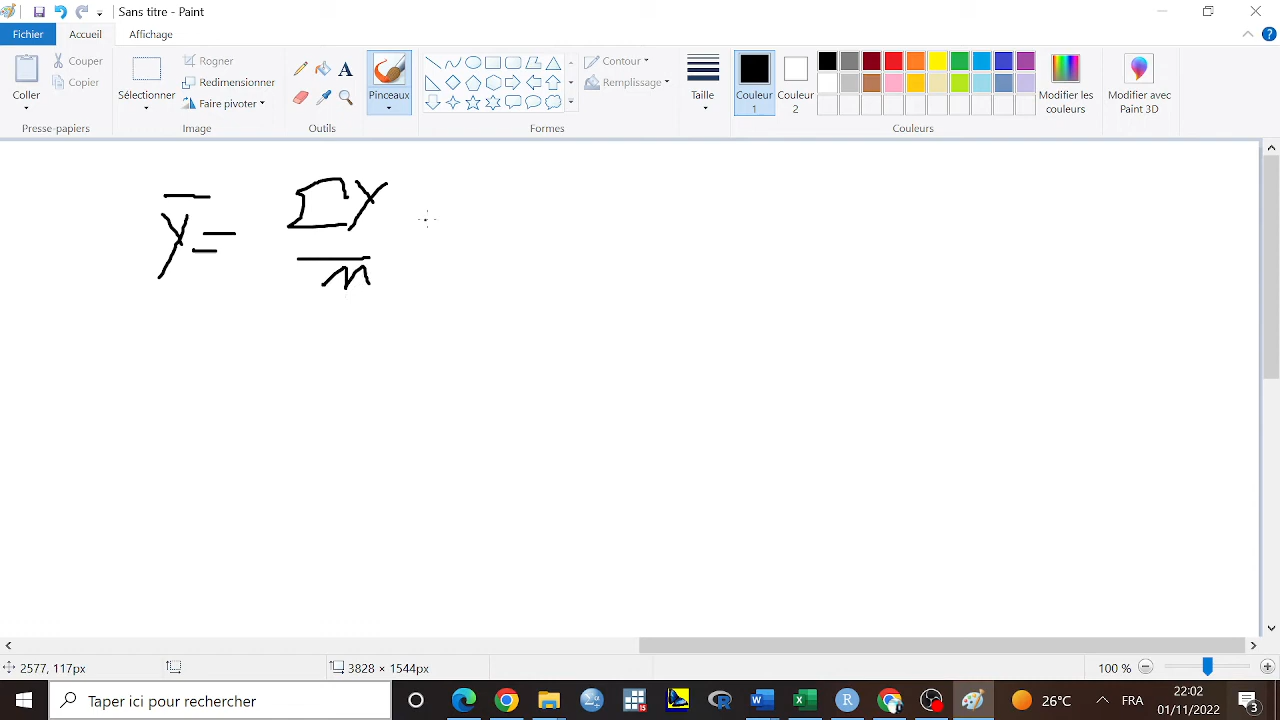 Sans titre - Paint
Fichier Accueil Affichage
Coller
Couper
Copier
Presse-papiers
Sélectionner
Rogner
Redimensionner
Faire pivoter
Image
Outils
Pinceaux
Contour
Remplissage
Formes
Taille
Couleur 1
Couleur 2
Modifier les couleurs
Couleurs
Modifier avec Paint 3D
ȳ = Σy / n
2577, 117px
3828 × 1544px
100 %
Taper ici pour rechercher
15
R
26°C
FRA
22:02
01/11/2022
3